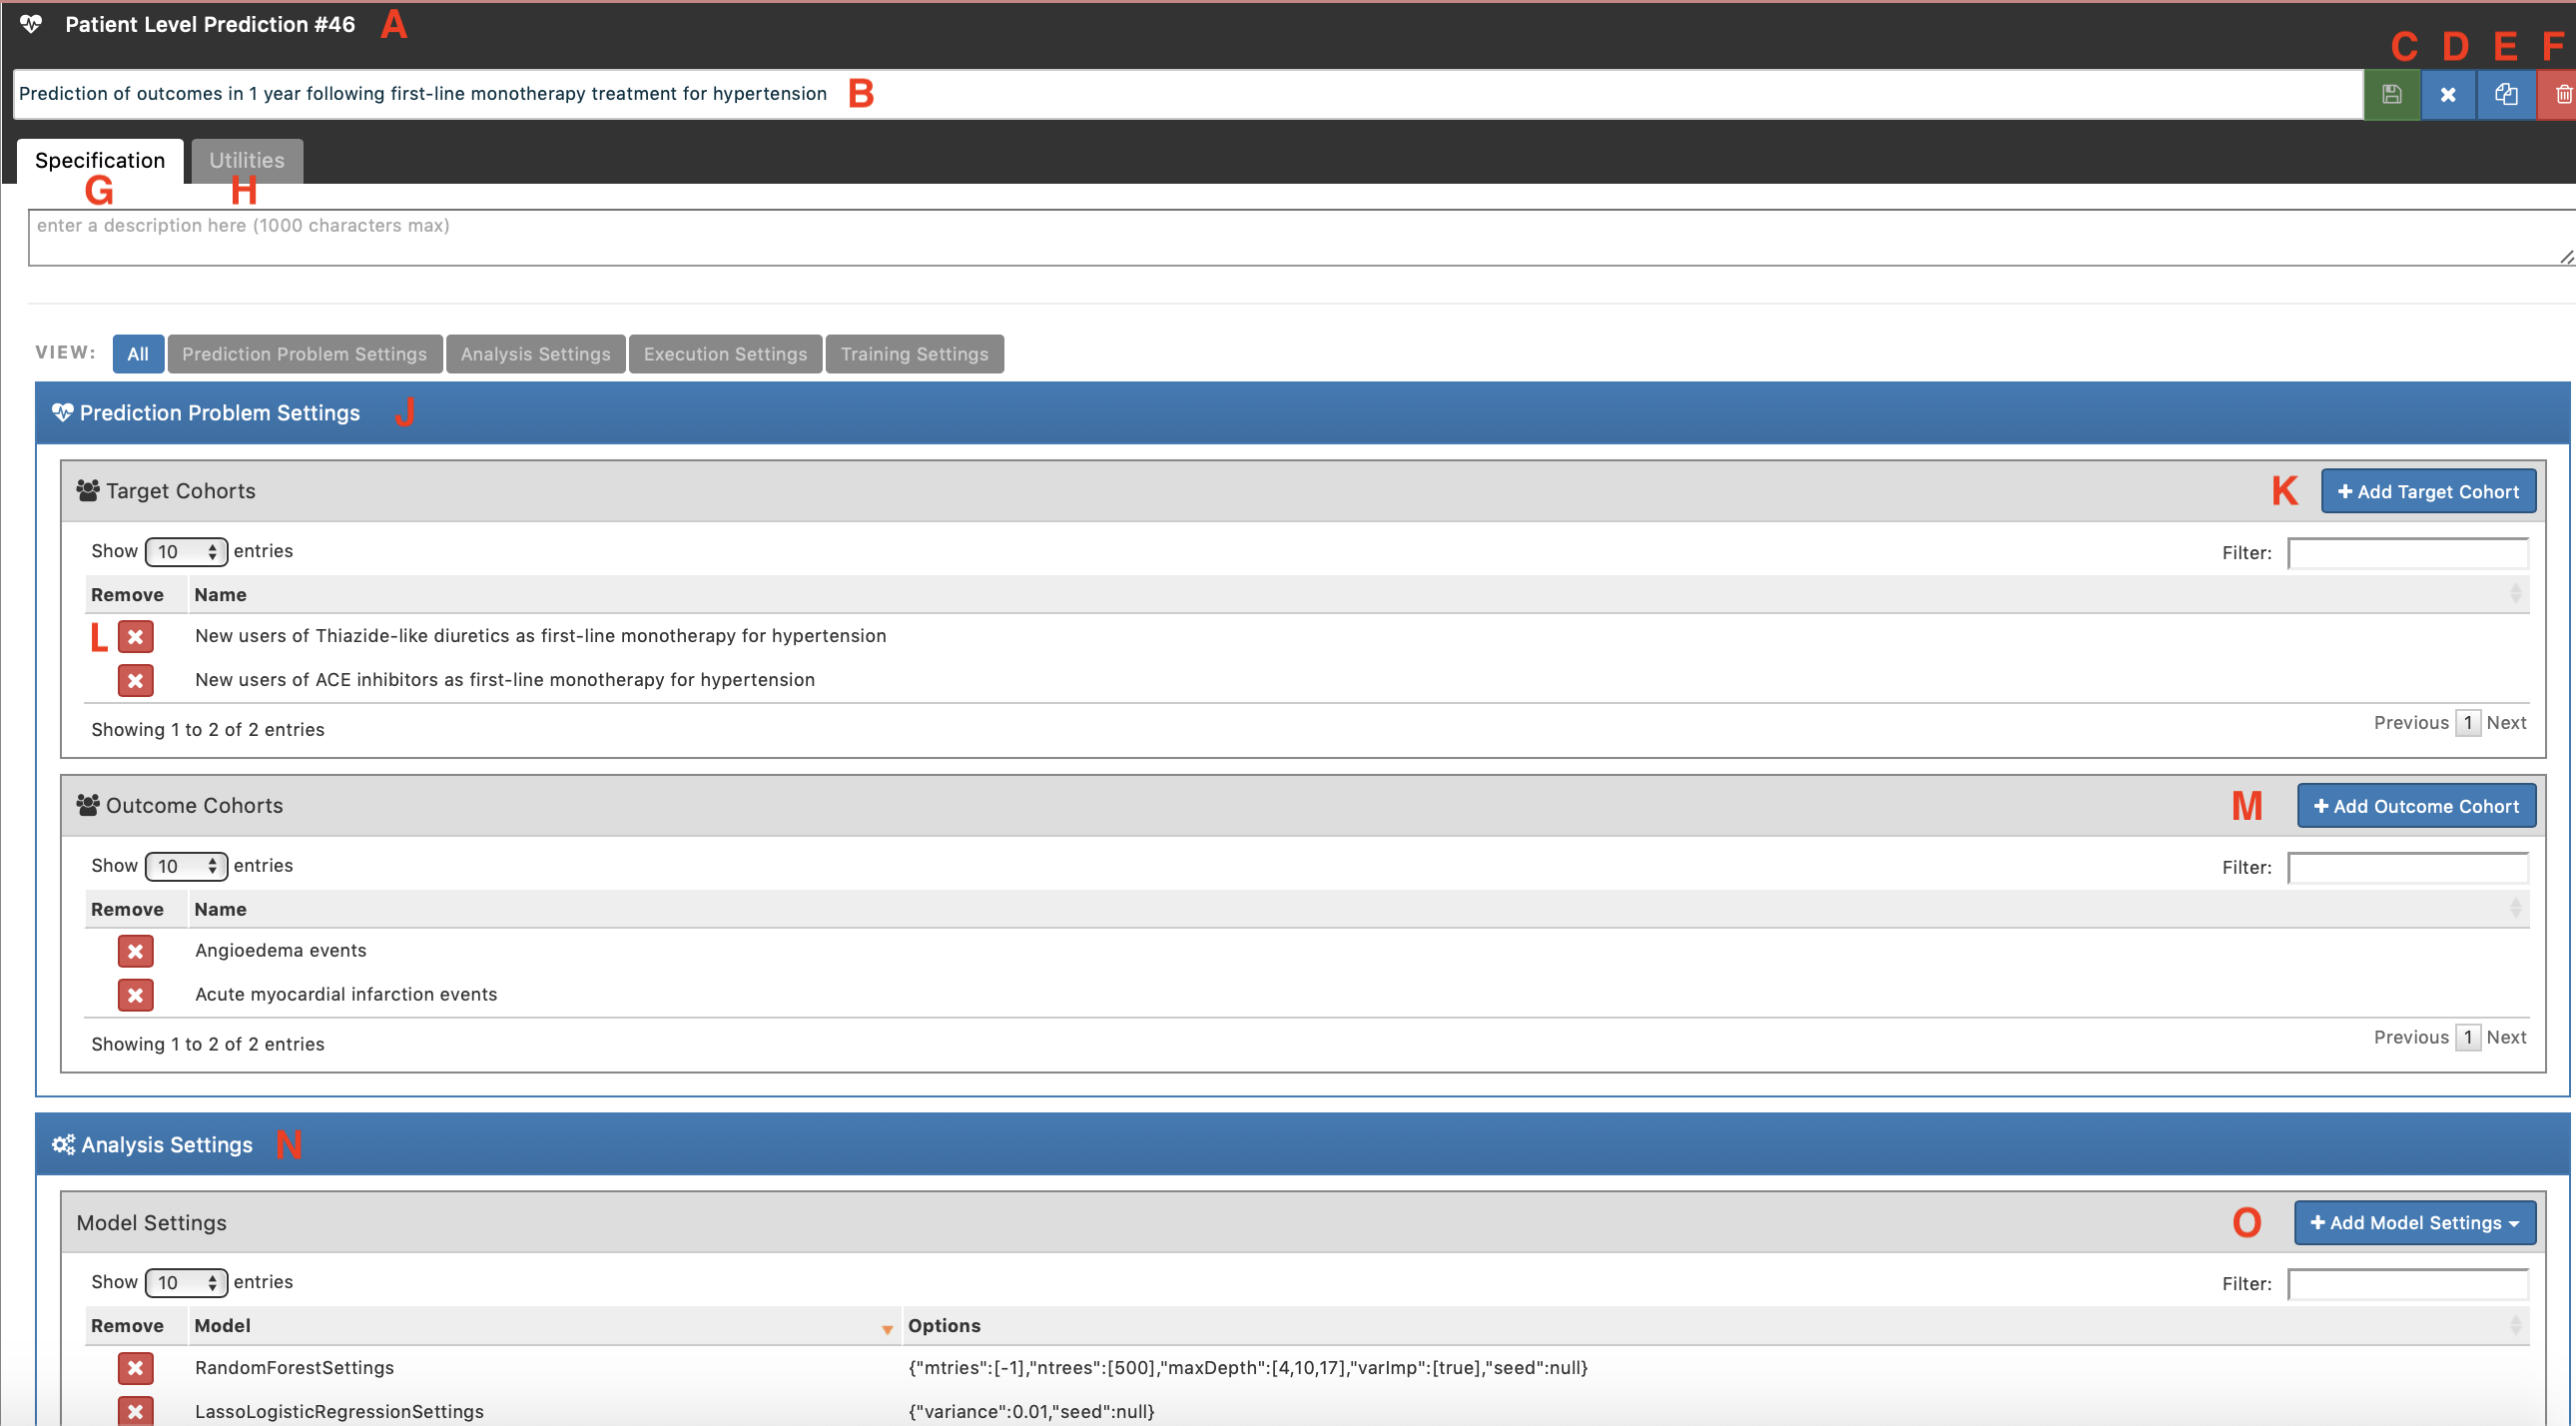 Patient Level Prediction #46 A
C D E F
Prediction of outcomes in 1 year following first-line monotherapy treatment for hypertension B
Specification Utilities
G H
enter a description here (1000 characters max)
VIEW: All Prediction Problem Settings Analysis Settings Execution Settings Training Settings
Prediction Problem Settings J
Target Cohorts K + Add Target Cohort
Show 10 entries Filter:
Remove Name
L New users of Thiazide-like diuretics as first-line monotherapy for hypertension
New users of ACE inhibitors as first-line monotherapy for hypertension
Showing 1 to 2 of 2 entries Previous 1 Next
Outcome Cohorts M + Add Outcome Cohort
Show 10 entries Filter:
Remove Name
Angioedema events
Acute myocardial infarction events
Showing 1 to 2 of 2 entries Previous 1 Next
Analysis Settings N
Model Settings O + Add Model Settings
Show 10 entries Filter:
Remove Model Options
RandomForestSettings {"mtries":[-1],"ntrees":[500],"maxDepth":[4,10,17],"varImp":[true],"seed":null}
LassoLogisticRegressionSettings {"variance":0.01,"seed":null}